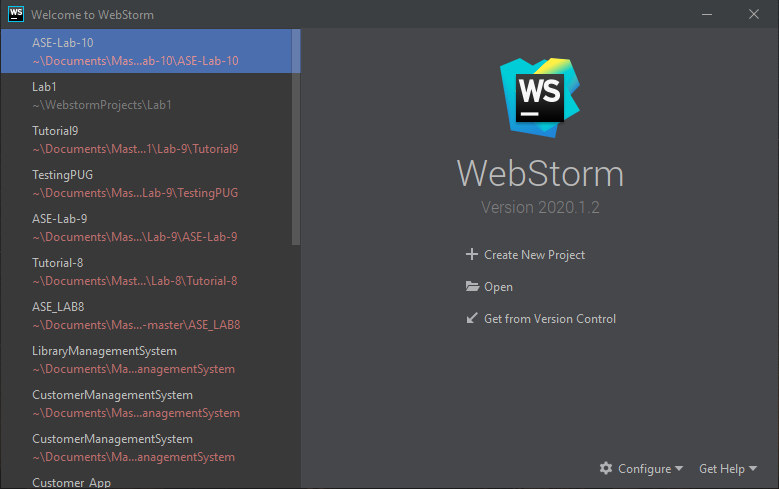 Welcome to WebStorm
ASE-Lab-10
~\Documents\Mas...ab-10\ASE-Lab-10
Lab1
~\WebstormProjects\Lab1
Tutorial9
~\Documents\Mast...1\Lab-9\Tutorial9
TestingPUG
~\Documents\Mas...Lab-9\TestingPUG
ASE-Lab-9
~\Documents\Mas...\Lab-9\ASE-Lab-9
Tutorial-8
~\Documents\Mast...\Lab-8\Tutorial-8
ASE_LAB8
~\Documents\Mas...-master\ASE_LAB8
LibraryManagementSystem
~\Documents\Ma...anagementSystem
CustomerManagementSystem
~\Documents\Mas...anagementSystem
CustomerManagementSystem
~\Documents\Ma...anagementSystem
Customer_App
WS
WebStorm
Version 2020.1.2
Create New Project
Open
Get from Version Control
Configure
Get Help